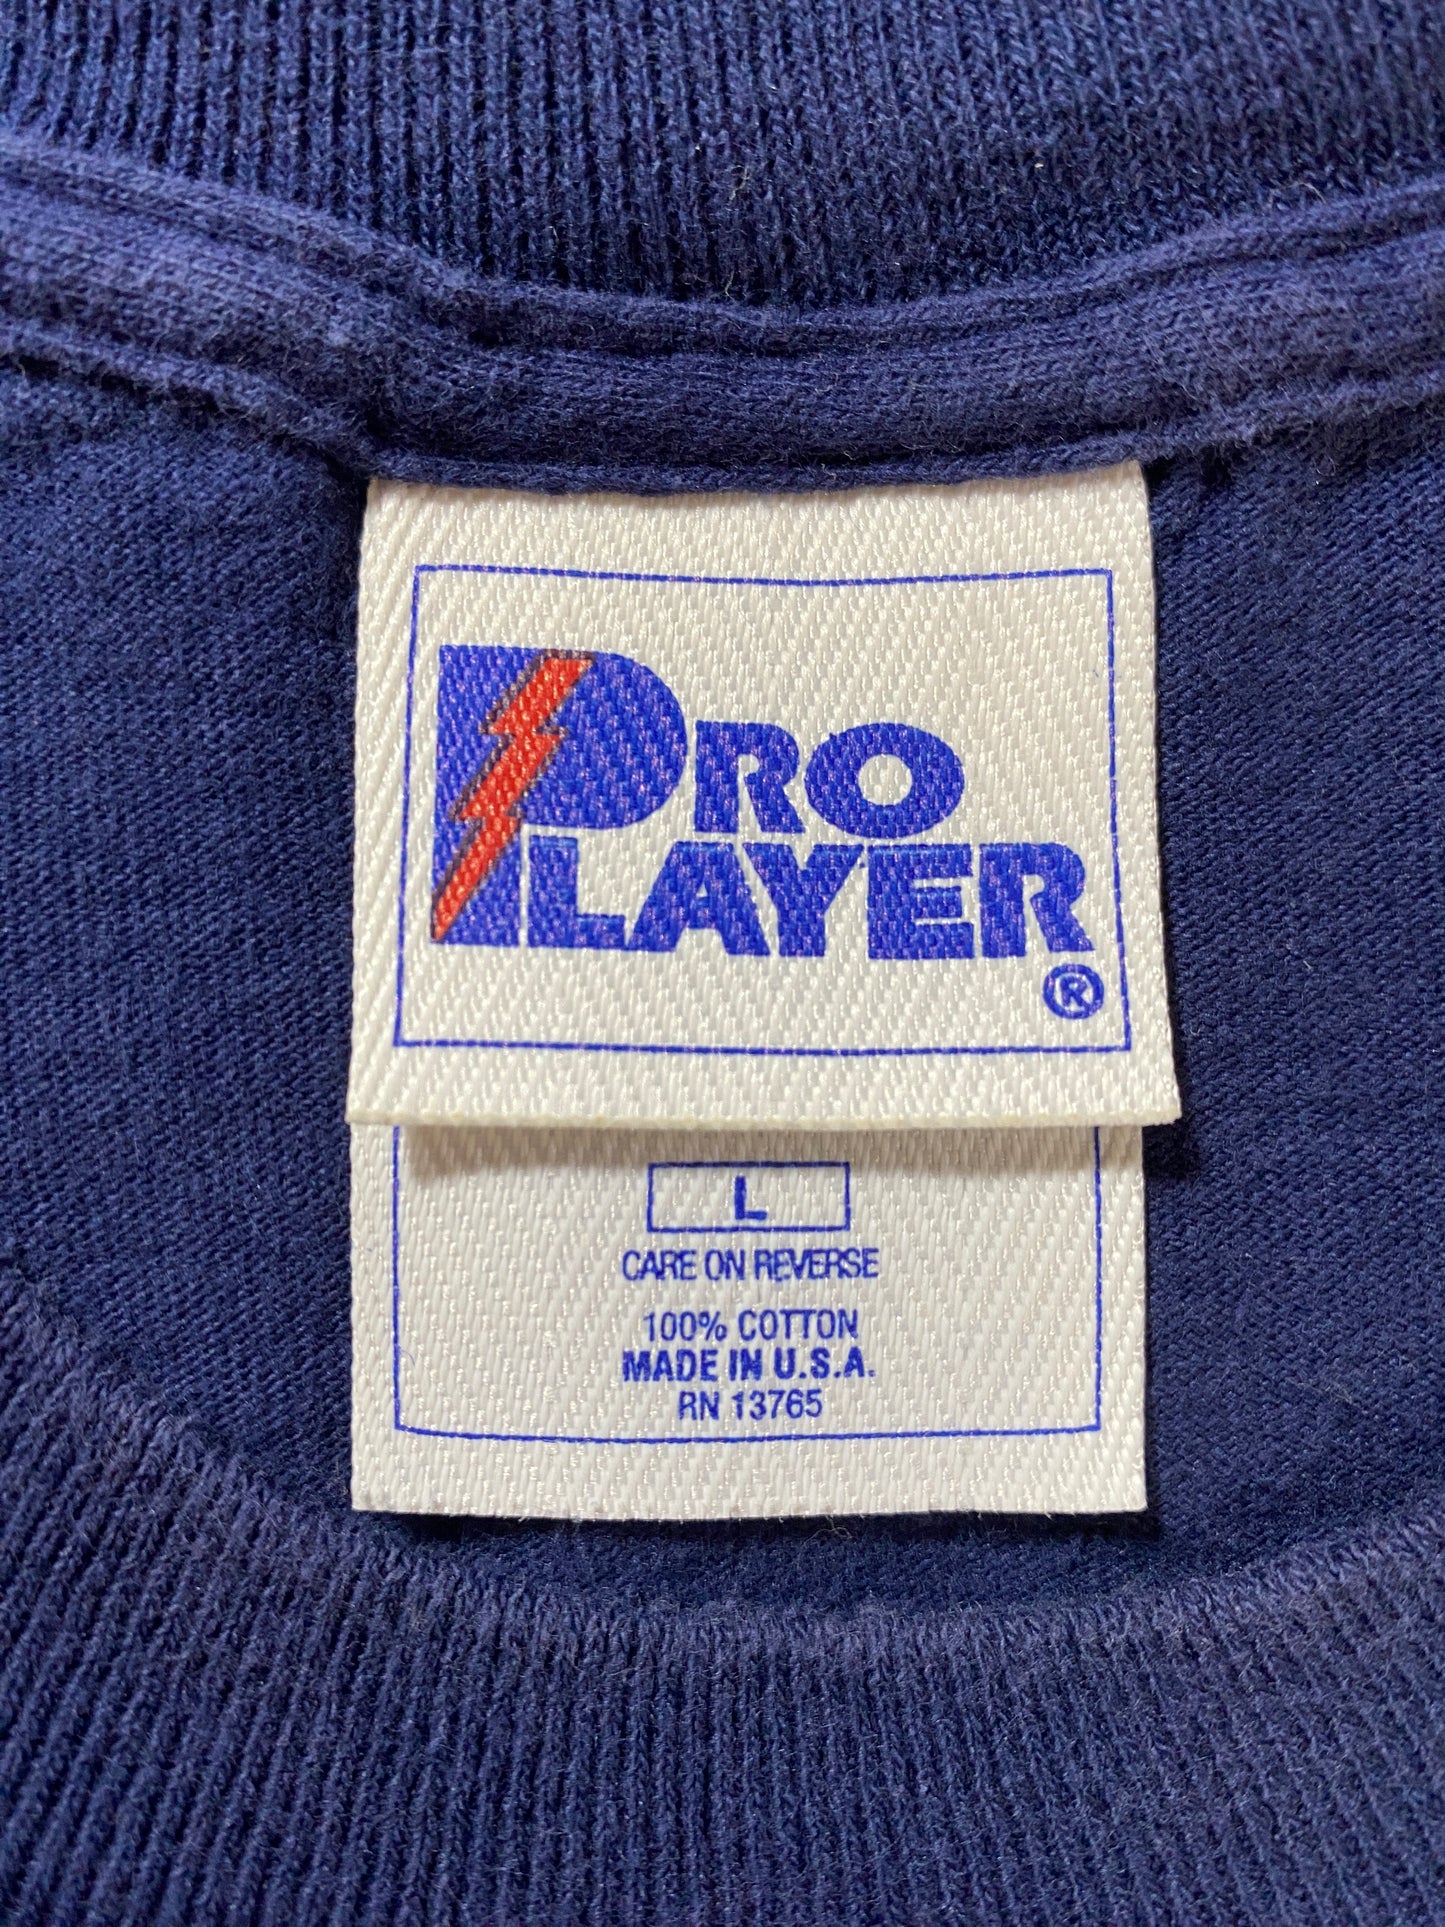 PRO
PLAYER
®
L
CARE ON REVERSE
100% COTTON
MADE IN U.S.A.
RN 13765